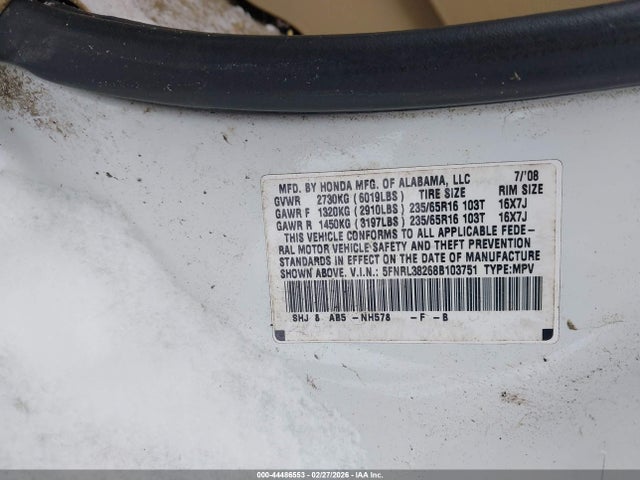 MFD. BY HONDA MFG. OF ALABAMA, LLC 7/'08
GVWR 2730KG (6019LBS) TIRE SIZE RIM SIZE
GAWR F 1320KG (2910LBS) 235/65R16 103T 16X7J
GAWR R 1450KG (3197LBS) 235/65R16 103T 16X7J
THIS VEHICLE CONFORMS TO ALL APPLICABLE FEDE-
RAL MOTOR VEHICLE SAFETY AND THEFT PREVENTION
STANDARDS IN EFFECT ON THE DATE OF MANUFACTURE
SHOWN ABOVE. V.I.N.: 5FNRL38268B103751 TYPE:MPV
SHJ 8 AB5 -NH578 -F -B
000-44486553 — 02/27/2026 — © IAA Holdings, LLC